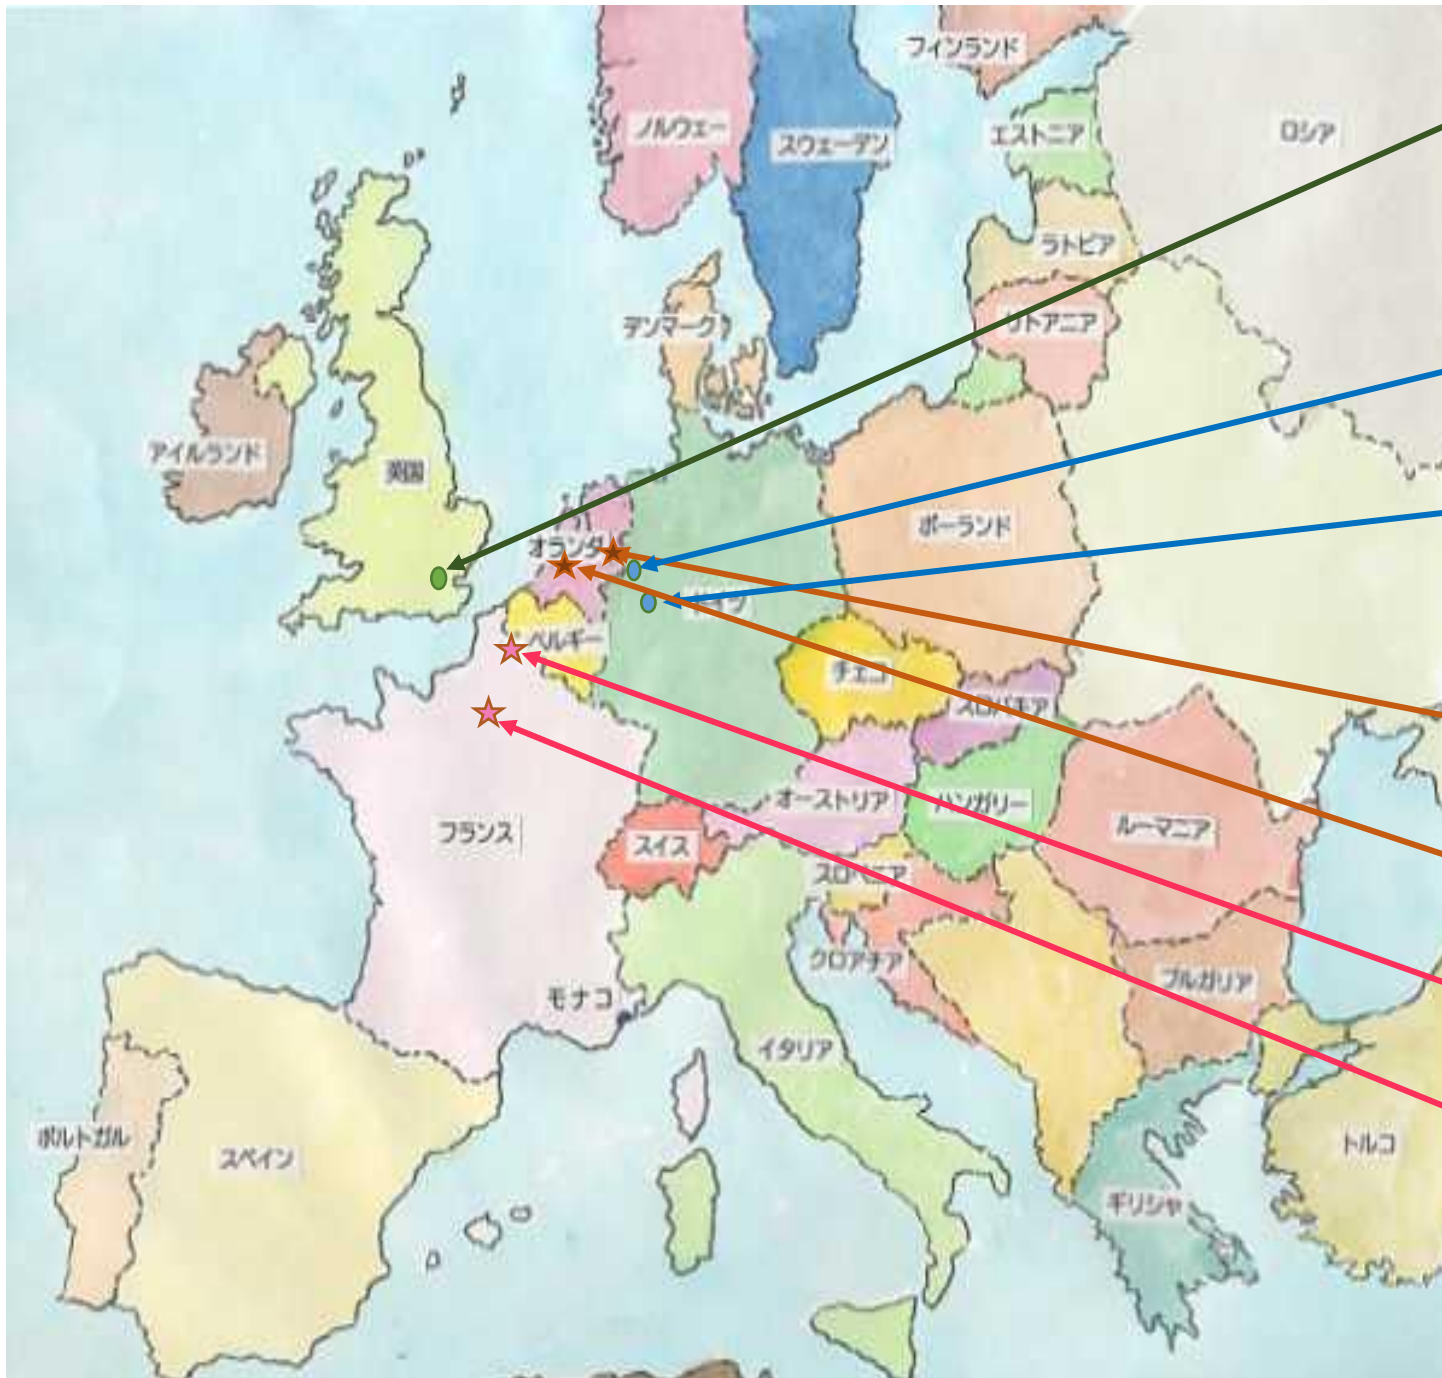 フィンランド
ノルウェー
スウェーデン
エストニア
ロシア
ラトビア
リトアニア
デンマーク
アイルランド
英国
オランダ
ポーランド
ドイツ
ベルギー
チェコ
スロバキア
オーストリア
ハンガリー
フランス
スイス
ルーマニア
スロベニア
クロアチア
ブルガリア
モナコ
イタリア
ポルトガル
スペイン
トルコ
ギリシャ